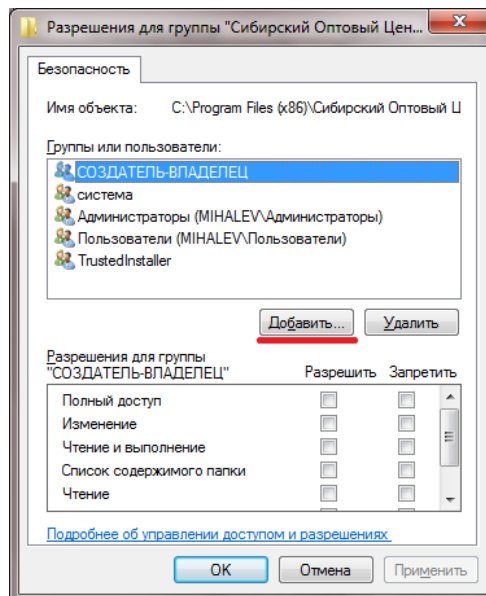 Разрешения для группы "Сибирский Оптовый Цен...
Безопасность
Имя объекта: C:\Program Files (x86)\Сибирский Оптовый Ц
Группы или пользователи:
СОЗДАТЕЛЬ-ВЛАДЕЛЕЦ
система
Администраторы (MIHALEV\Администраторы)
Пользователи (MIHALEV\Пользователи)
TrustedInstaller
Добавить... Удалить
Разрешения для группы
"СОЗДАТЕЛЬ-ВЛАДЕЛЕЦ" Разрешить Запретить
Полный доступ
Изменение
Чтение и выполнение
Список содержимого папки
Чтение
Подробнее об управлении доступом и разрешениях
ОК Отмена Применить